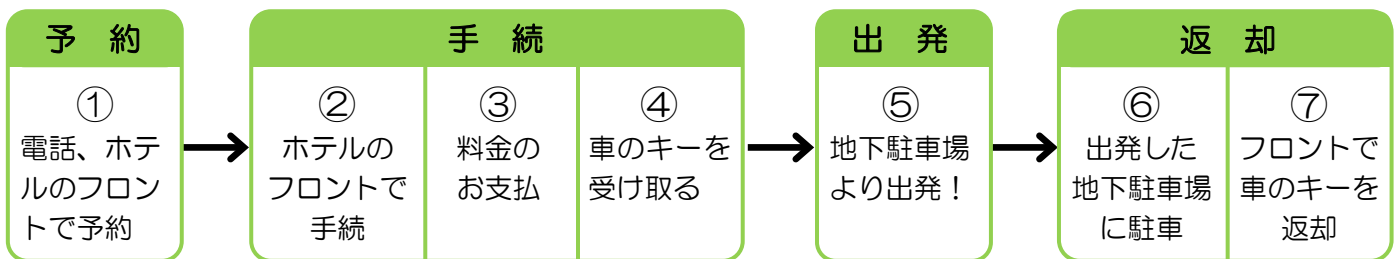 予 約
①
電話、ホテ
ルのフロン
トで予約
手 続
②
ホテルの
フロントで
手続
③
料金の
お支払
④
車のキーを
受け取る
出 発
⑤
地下駐車場
より出発！
返 却
⑥
出発した
地下駐車場
に駐車
⑦
フロントで
車のキーを
返却